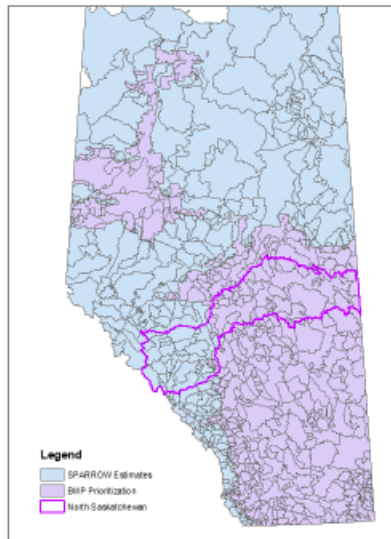 Legend
SPARROW Estimates
BMP Prioritization
North Saskatchewan